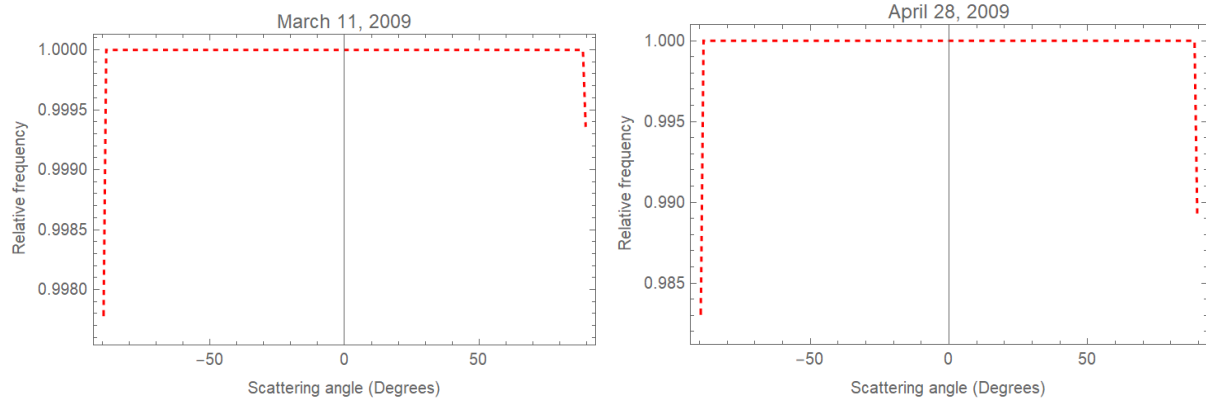 March 11, 2009
1.0000
0.9995
0.9990
0.9985
0.9980
Relative frequency
−50
0
50
Scattering angle (Degrees)
April 28, 2009
1.000
0.995
0.990
0.985
Relative frequency
−50
0
50
Scattering angle (Degrees)